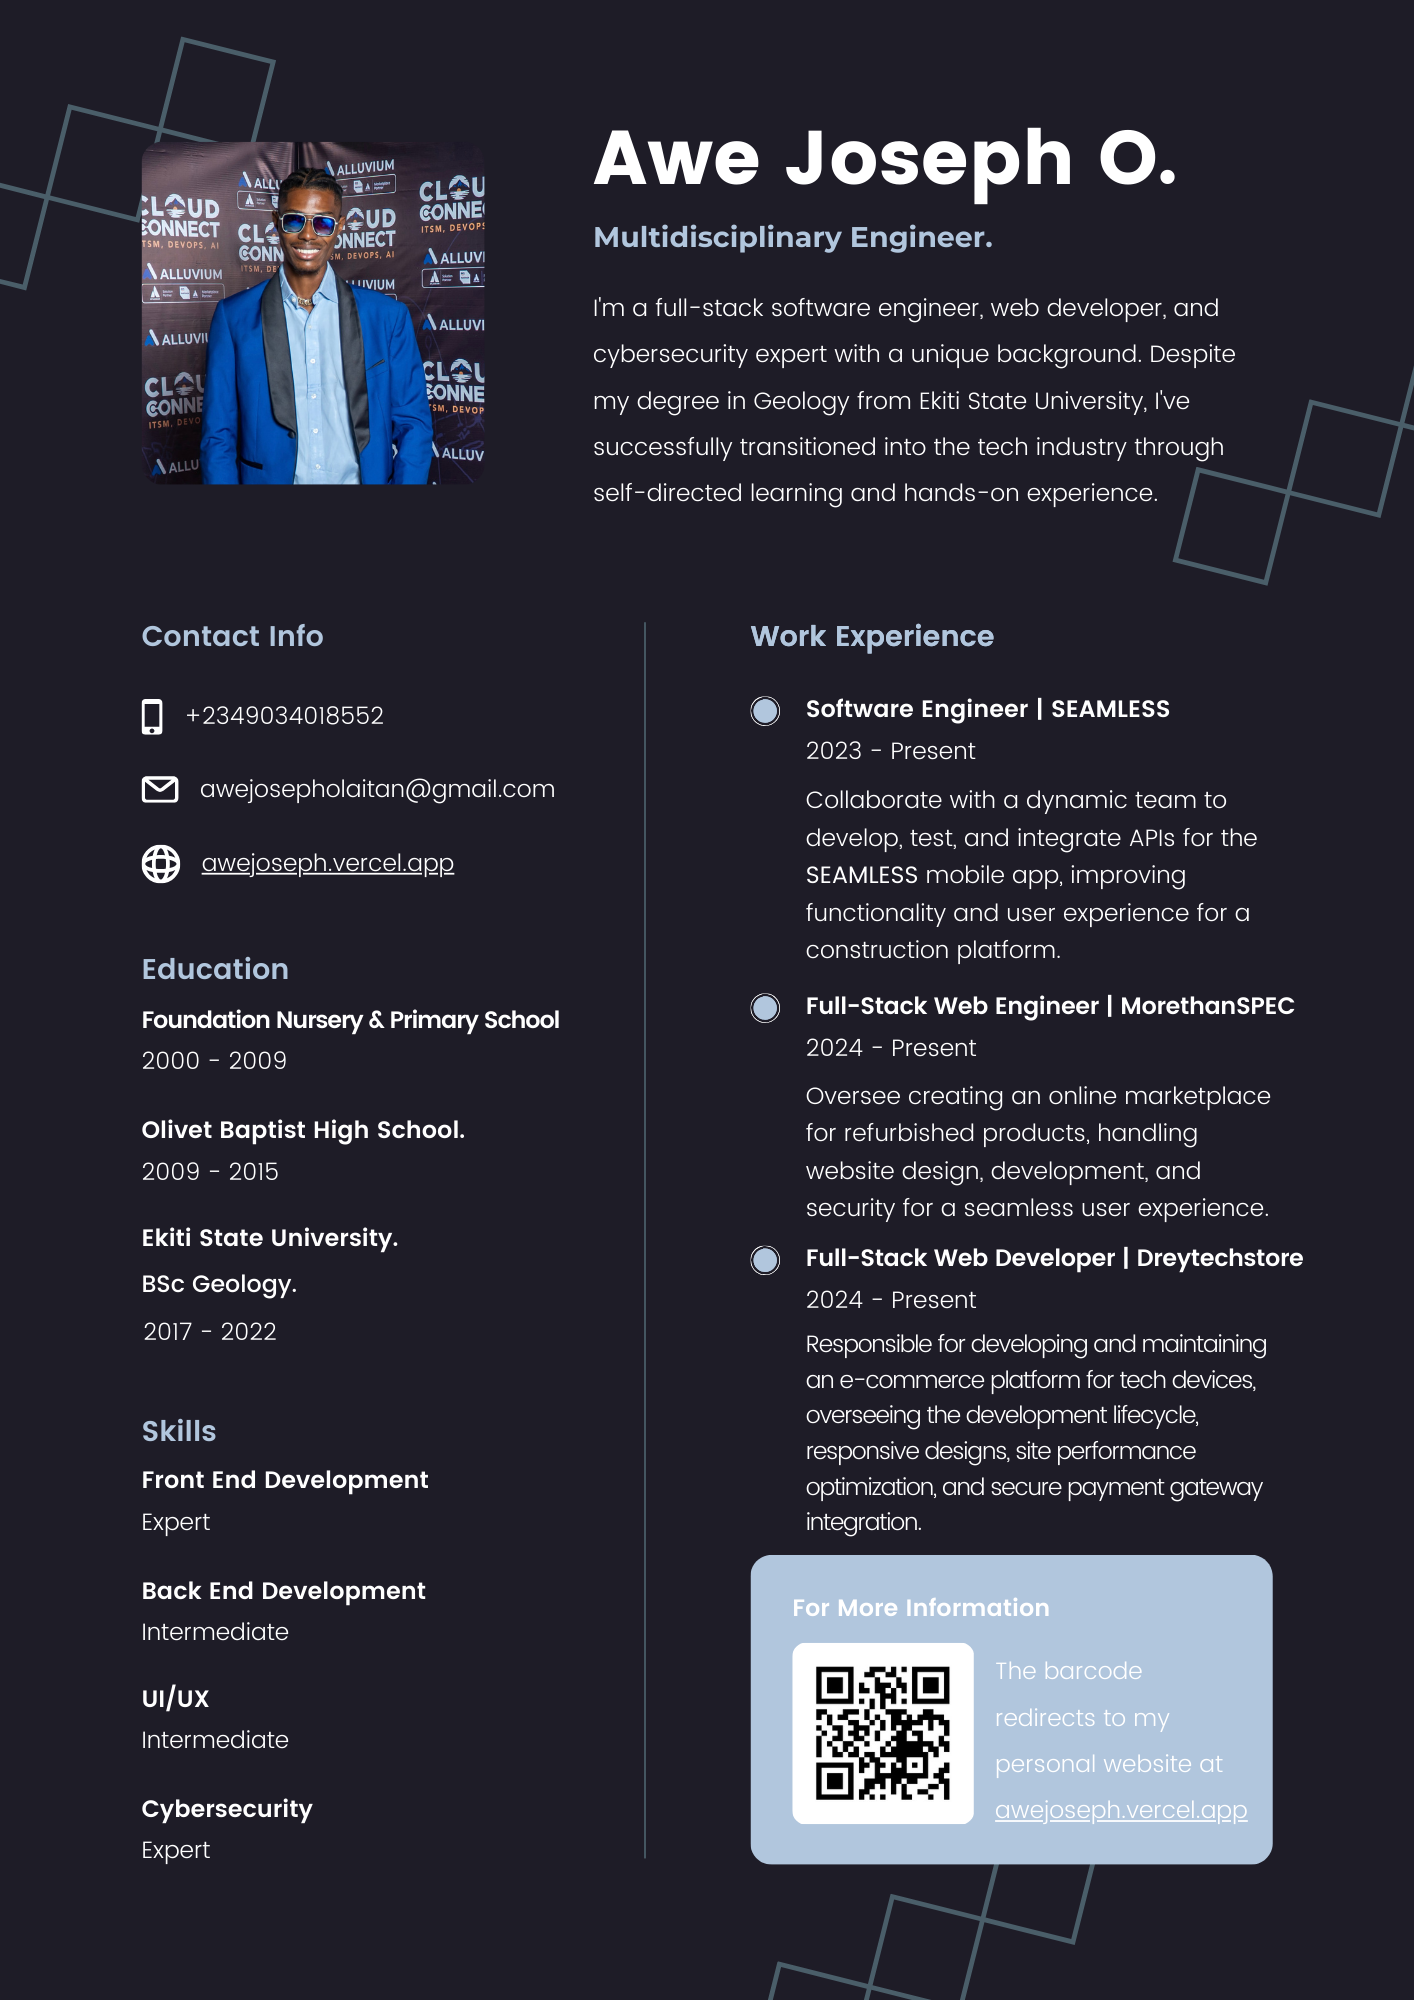 Awe Joseph O.
Multidisciplinary Engineer.
I'm a full-stack software engineer, web developer, and
cybersecurity expert with a unique background. Despite
my degree in Geology from Ekiti State University, I've
successfully transitioned into the tech industry through
self-directed learning and hands-on experience.
ALLUVIUM
CLOUD
CONNECT
ITSM, DEVOPS, AI
ALLUVIUM
Contact Info
+2349034018552
awejosepholaitan@gmail.com
awejoseph.vercel.app
Education
Foundation Nursery & Primary School
2000 - 2009
Olivet Baptist High School.
2009 - 2015
Ekiti State University.
BSc Geology.
2017 - 2022
Skills
Front End Development
Expert
Back End Development
Intermediate
UI/UX
Intermediate
Cybersecurity
Expert
Work Experience
Software Engineer | SEAMLESS
2023 - Present
Collaborate with a dynamic team to
develop, test, and integrate APIs for the
SEAMLESS mobile app, improving
functionality and user experience for a
construction platform.
Full-Stack Web Engineer | MorethanSPEC
2024 - Present
Oversee creating an online marketplace
for refurbished products, handling
website design, development, and
security for a seamless user experience.
Full-Stack Web Developer | Dreytechstore
2024 - Present
Responsible for developing and maintaining
an e-commerce platform for tech devices,
overseeing the development lifecycle,
responsive designs, site performance
optimization, and secure payment gateway
integration.
For More Information
The barcode
redirects to my
personal website at
awejoseph.vercel.app